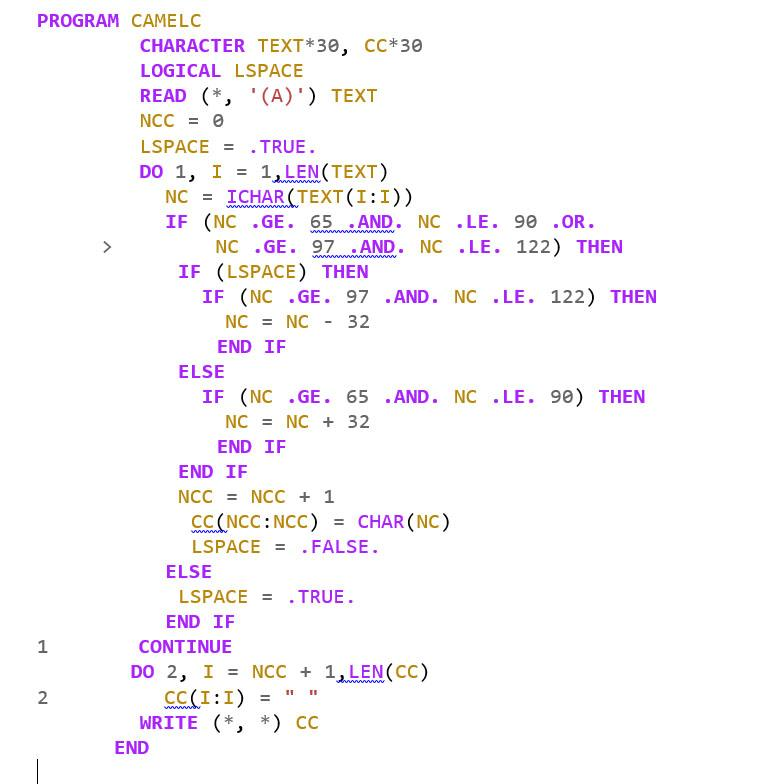 PROGRAM CAMELC
CHARACTER TEXT*30, CC*30
LOGICAL LSPACE
READ (*, '(A)') TEXT
NCC = 0
LSPACE = .TRUE.
DO 1, I = 1,LEN(TEXT)
NC = ICHAR(TEXT(I:I))
IF (NC .GE. 65 .AND. NC .LE. 90 .OR.
> NC .GE. 97 .AND. NC .LE. 122) THEN
IF (LSPACE) THEN
IF (NC .GE. 97 .AND. NC .LE. 122) THEN
NC = NC - 32
END IF
ELSE
IF (NC .GE. 65 .AND. NC .LE. 90) THEN
NC = NC + 32
END IF
END IF
NCC = NCC + 1
CC(NCC:NCC) = CHAR(NC)
LSPACE = .FALSE.
ELSE
LSPACE = .TRUE.
END IF
1 CONTINUE
DO 2, I = NCC + 1,LEN(CC)
2 CC(I:I) = " "
WRITE (*, *) CC
END